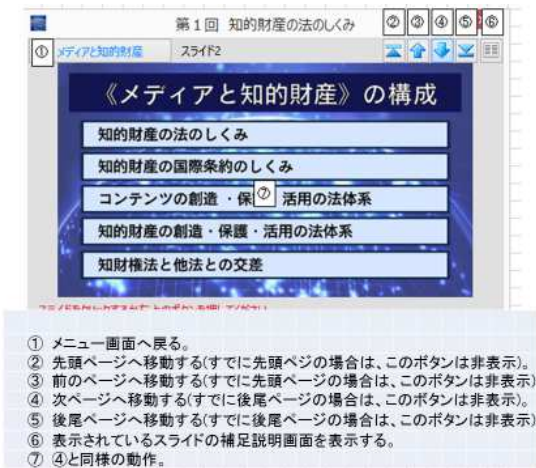 第1回 知的財産の法のしくみ
② ③ ④ ⑤ ⑥
① メディアと知的財産 スライド2
《メディアと知的財産》の構成
知的財産の法のしくみ
知的財産の国際条約のしくみ
コンテンツの創造・保⑦ 活用の法体系
知的財産の創造・保護・活用の法体系
知財権法と他法との交差
① メニュー画面へ戻る。
② 先頭ページへ移動する(すでに先頭ペジの場合は、このボタンは非表示)。
③ 前のページへ移動する(すでに先頭ページの場合は、このボタンは非表示)
④ 次ページへ移動する(すでに後尾ページの場合は、このボタンは非表示)。
⑤ 後尾ページへ移動する(すでに後尾ページの場合は、このボタンは非表示)
⑥ 表示されているスライドの補足説明画面を表示する。
⑦ ④と同様の動作。